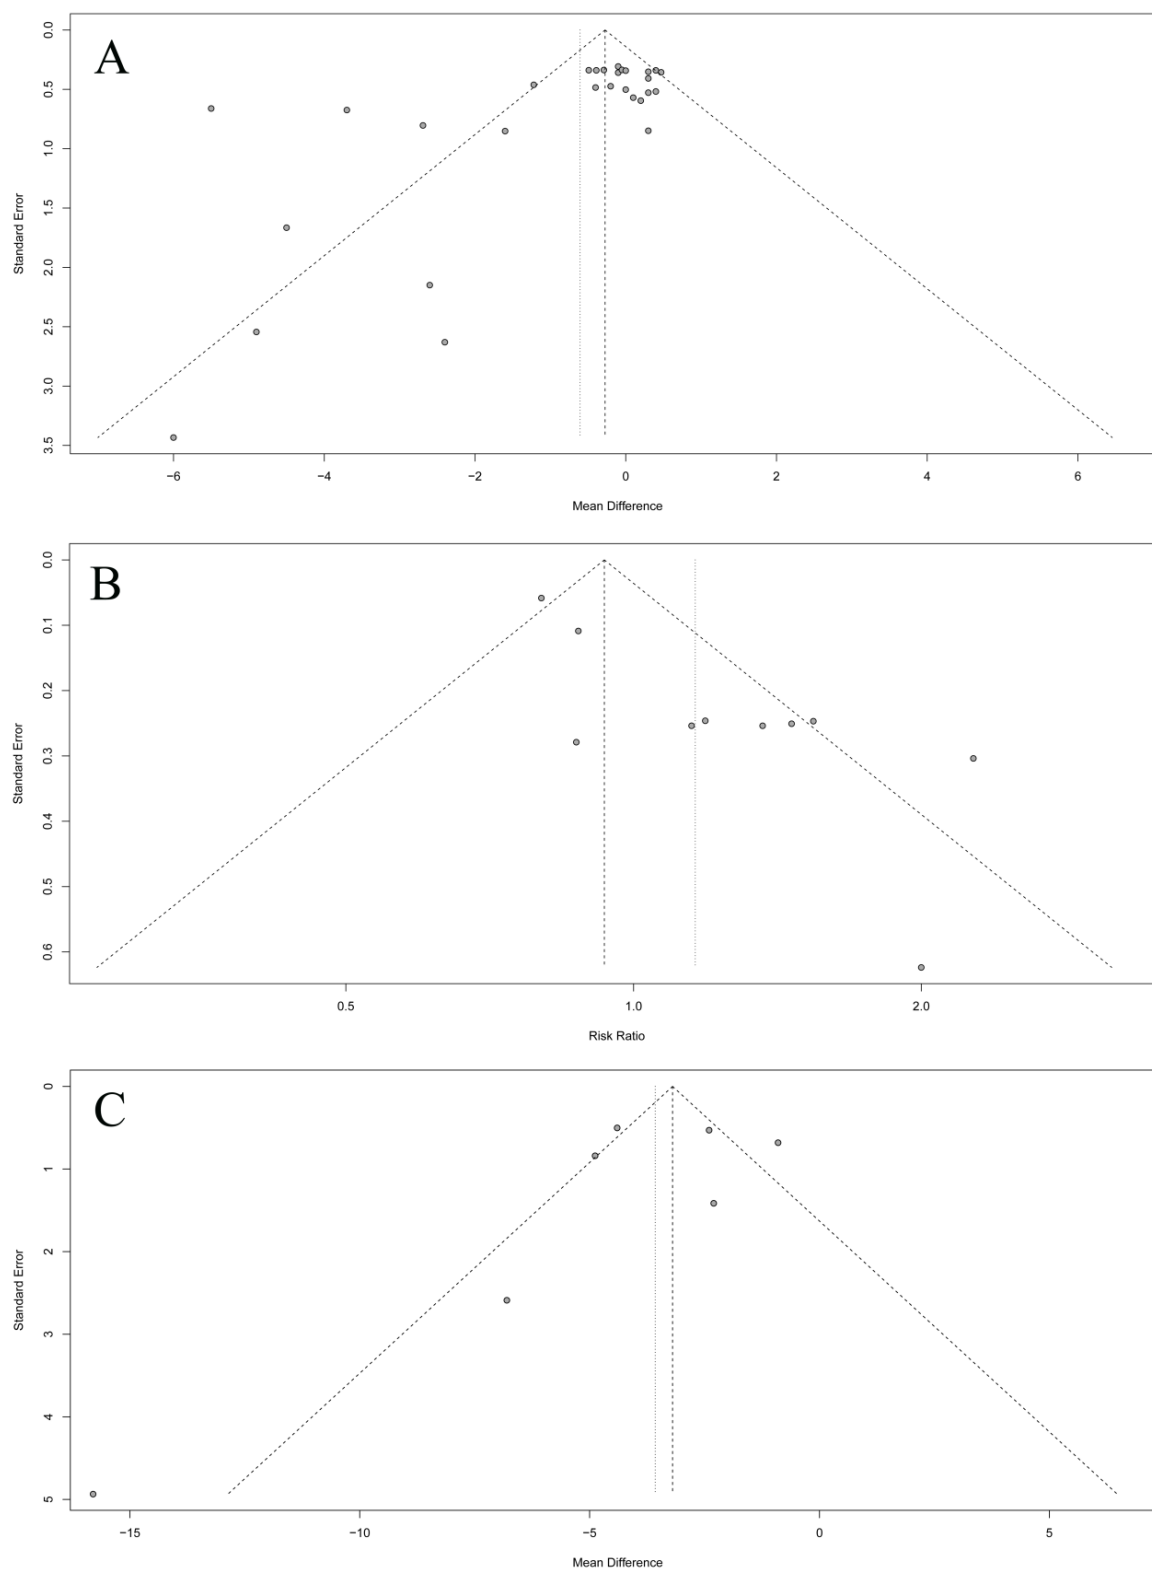 A
0.0
0.5
1.0
1.5
2.0
2.5
3.0
3.5
Standard Error
−6 −4 −2 0 2 4 6
Mean Difference
B
0.0
0.1
0.2
0.3
0.4
0.5
0.6
Standard Error
0.5 1.0 2.0
Risk Ratio
C
0
1
2
3
4
5
Standard Error
−15 −10 −5 0 5
Mean Difference